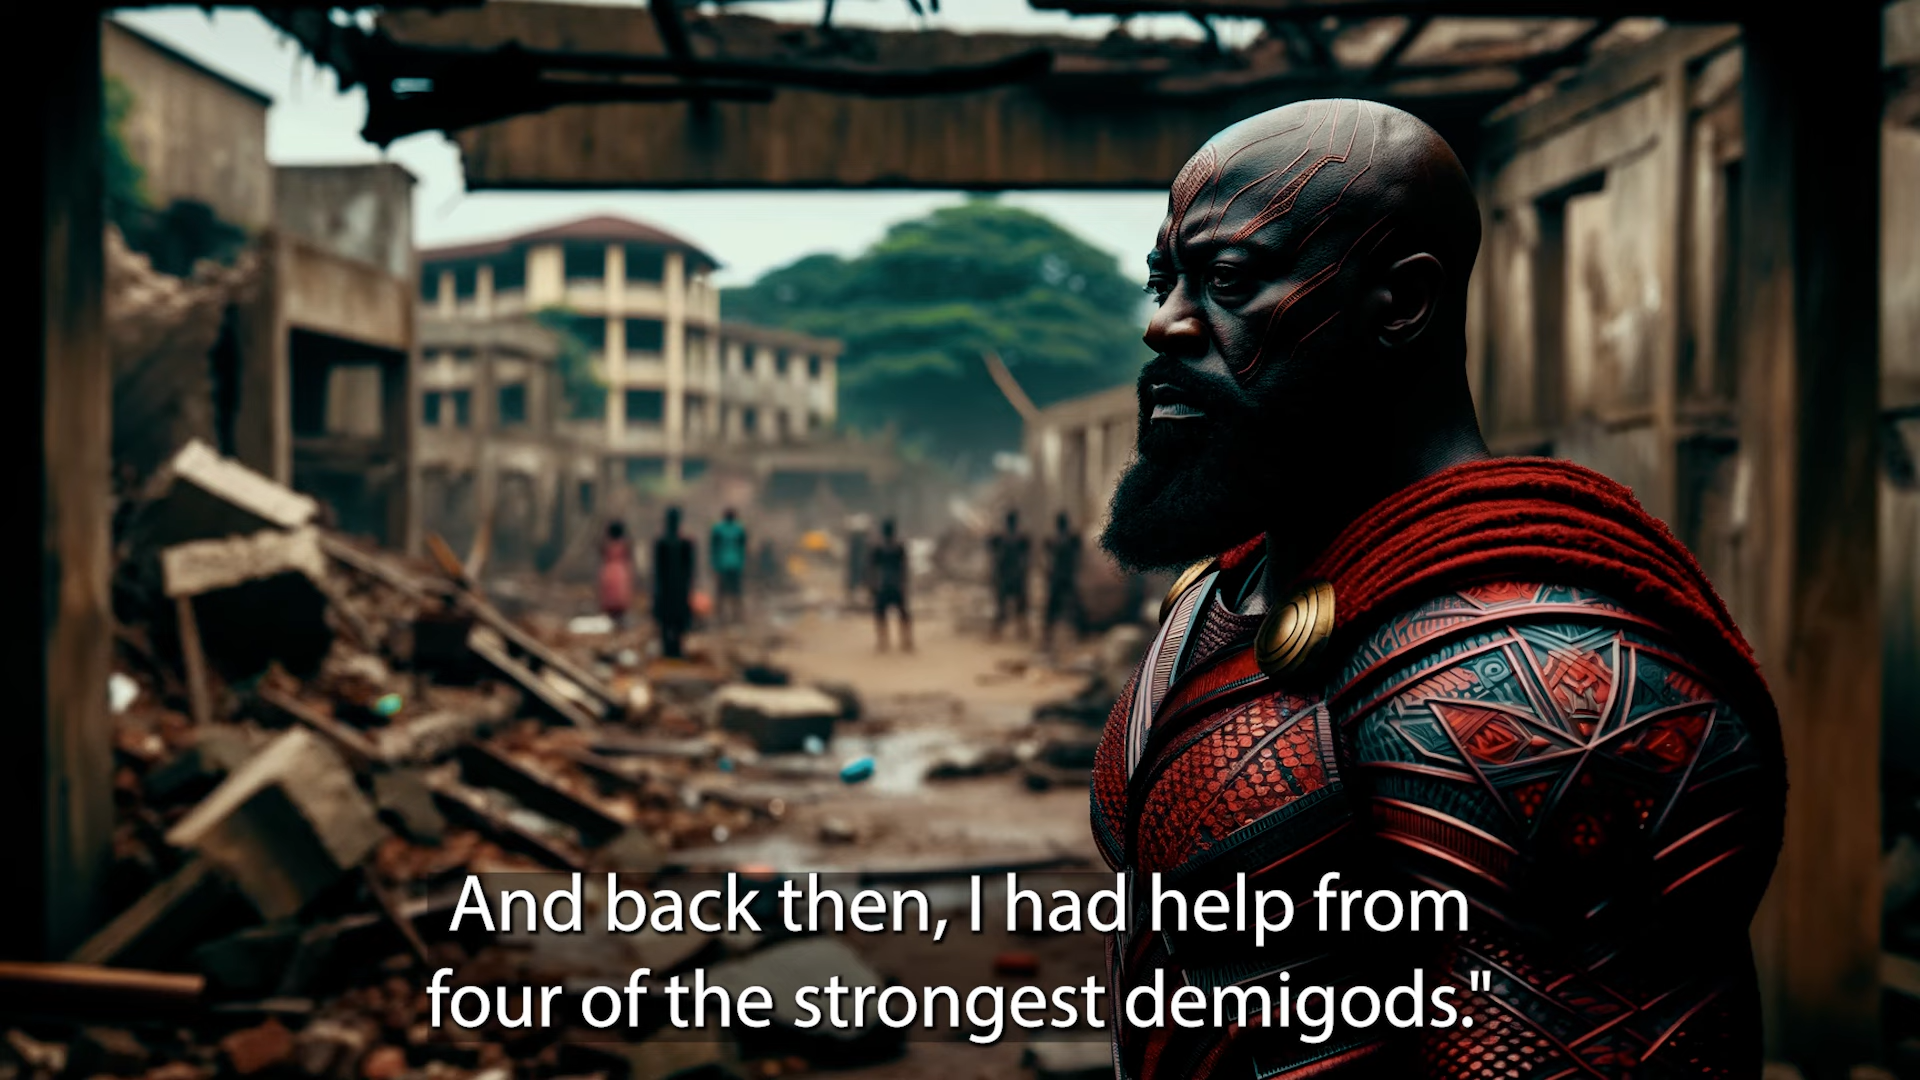 And back then, I had help from
four of the strongest demigods."